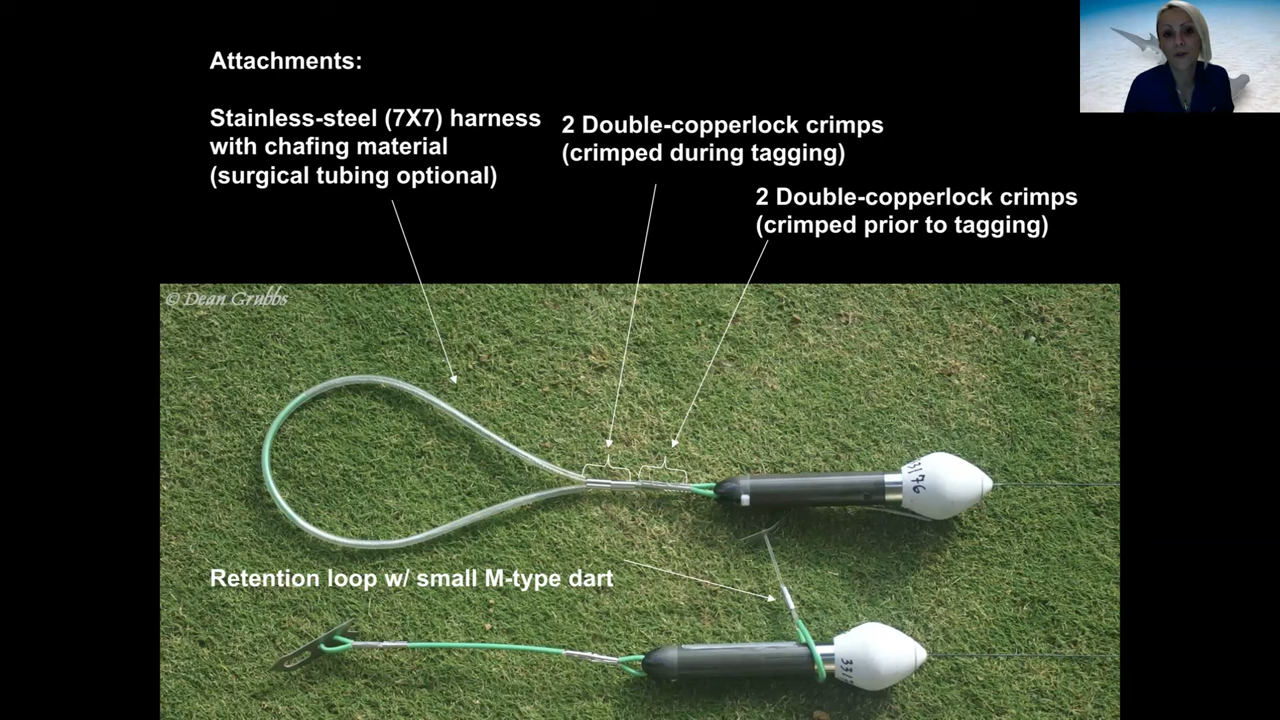 Attachments:
Stainless-steel (7X7) harness
with chafing material
(surgical tubing optional)
2 Double-copperlock crimps
(crimped during tagging)
2 Double-copperlock crimps
(crimped prior to tagging)
© Dean Grubbs
Retention loop w/ small M-type dart